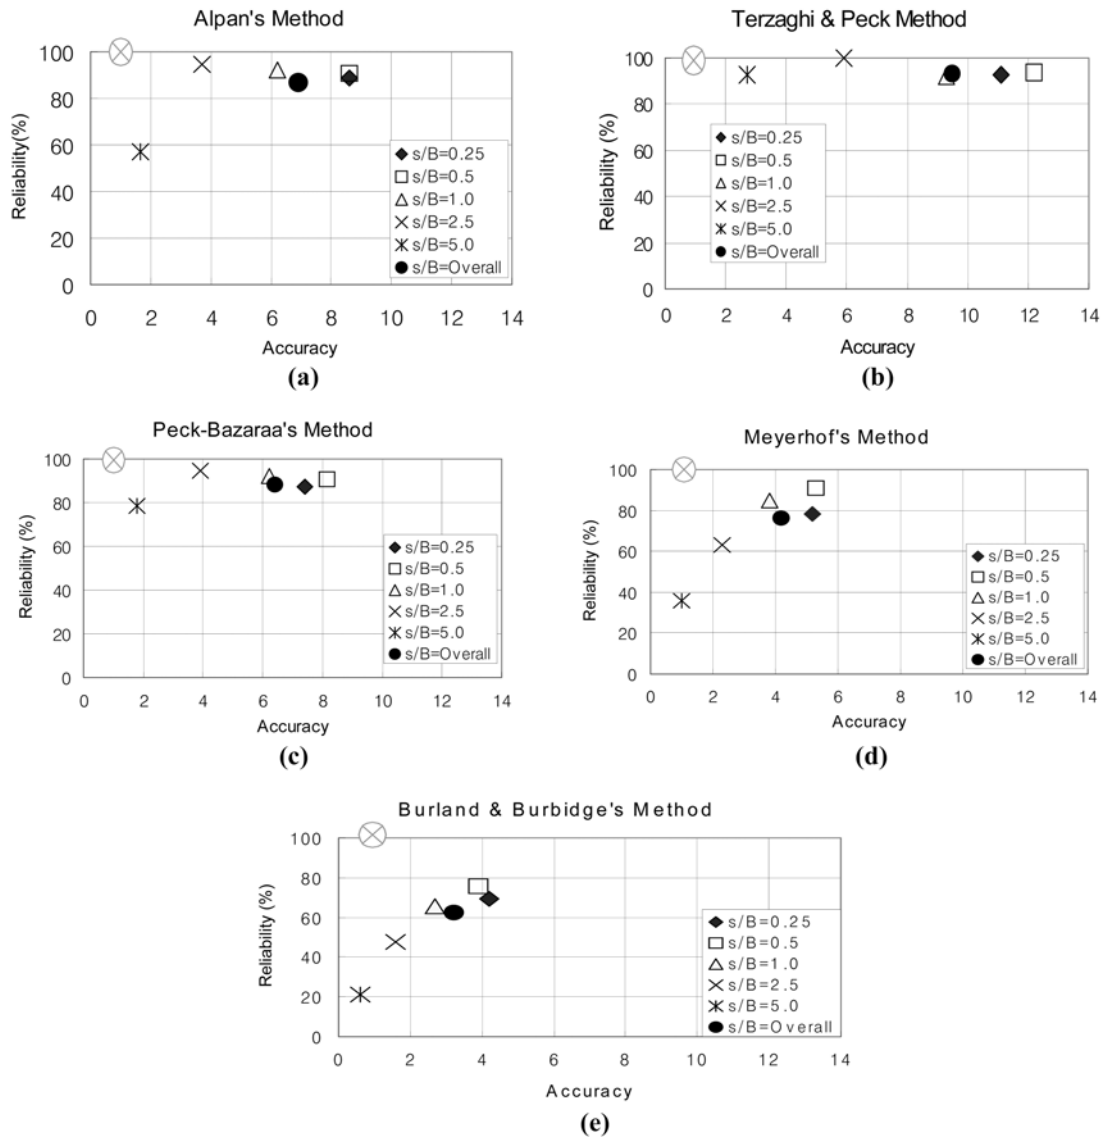 Alpan's Method
Reliability(%)
100
80
60
40
20
0
0 2 4 6 8 10 12 14
s/B=0.25
s/B=0.5
s/B=1.0
s/B=2.5
s/B=5.0
s/B=Overall
Accuracy
(a)
Terzaghi & Peck Method
Reliability (%)
100
80
60
40
20
0
0 2 4 6 8 10 12 14
s/B=0.25
s/B=0.5
s/B=1.0
s/B=2.5
s/B=5.0
s/B=Overall
Accuracy
(b)
Peck-Bazaraa's Method
Reliability (%)
100
80
60
40
20
0
0 2 4 6 8 10 12 14
s/B=0.25
s/B=0.5
s/B=1.0
s/B=2.5
s/B=5.0
s/B=Overall
Accuracy
(c)
Meyerhof's Method
Reliability (%)
100
80
60
40
20
0
0 2 4 6 8 10 12 14
s/B=0.25
s/B=0.5
s/B=1.0
s/B=2.5
s/B=5.0
s/B=Overall
Accuracy
(d)
Burland & Burbidge's Method
Reliability (%)
100
80
60
40
20
0
0 2 4 6 8 10 12 14
s/B=0.25
s/B=0.5
s/B=1.0
s/B=2.5
s/B=5.0
s/B=Overall
Accuracy
(e)